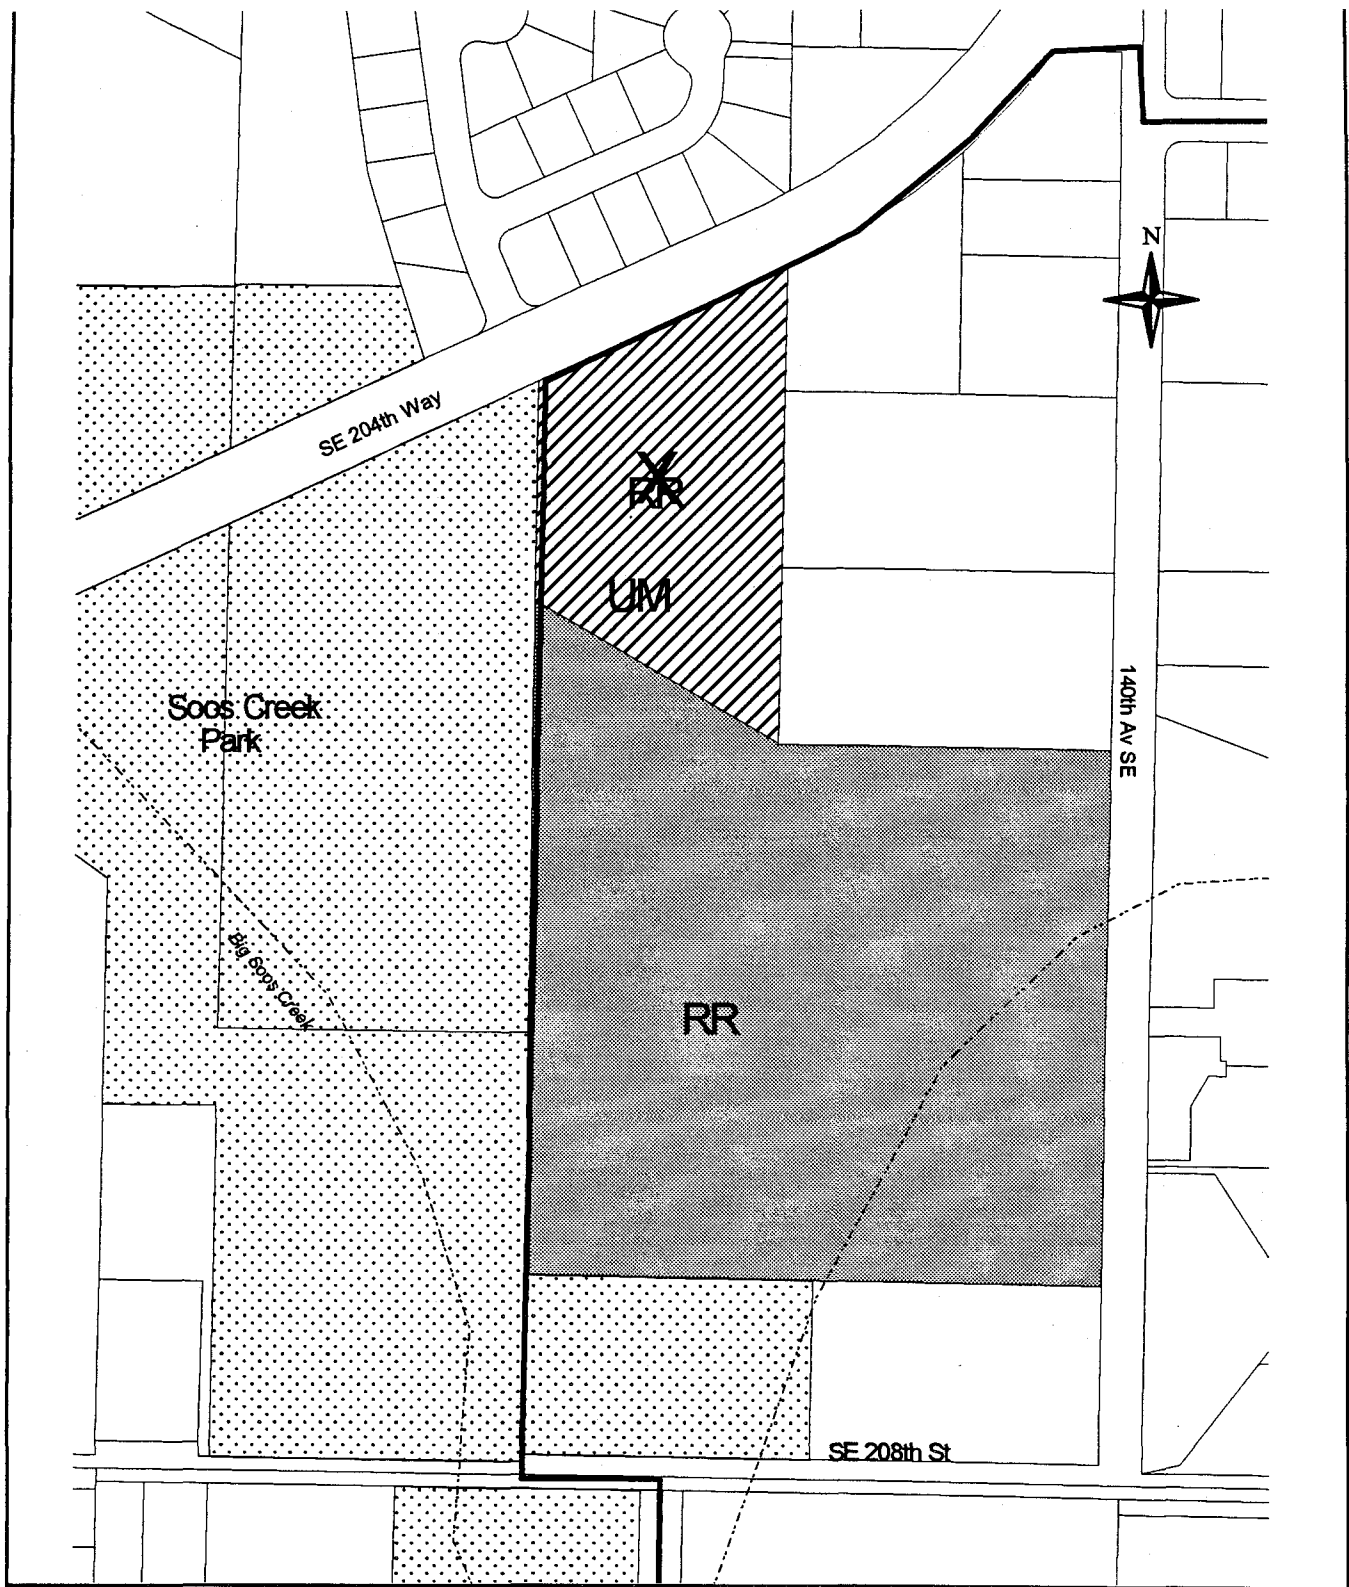 N
SE 204th Way
X
RR
UM
Soos Creek
Park
140th Av SE
Big Soos Creek
RR
SE 208th St